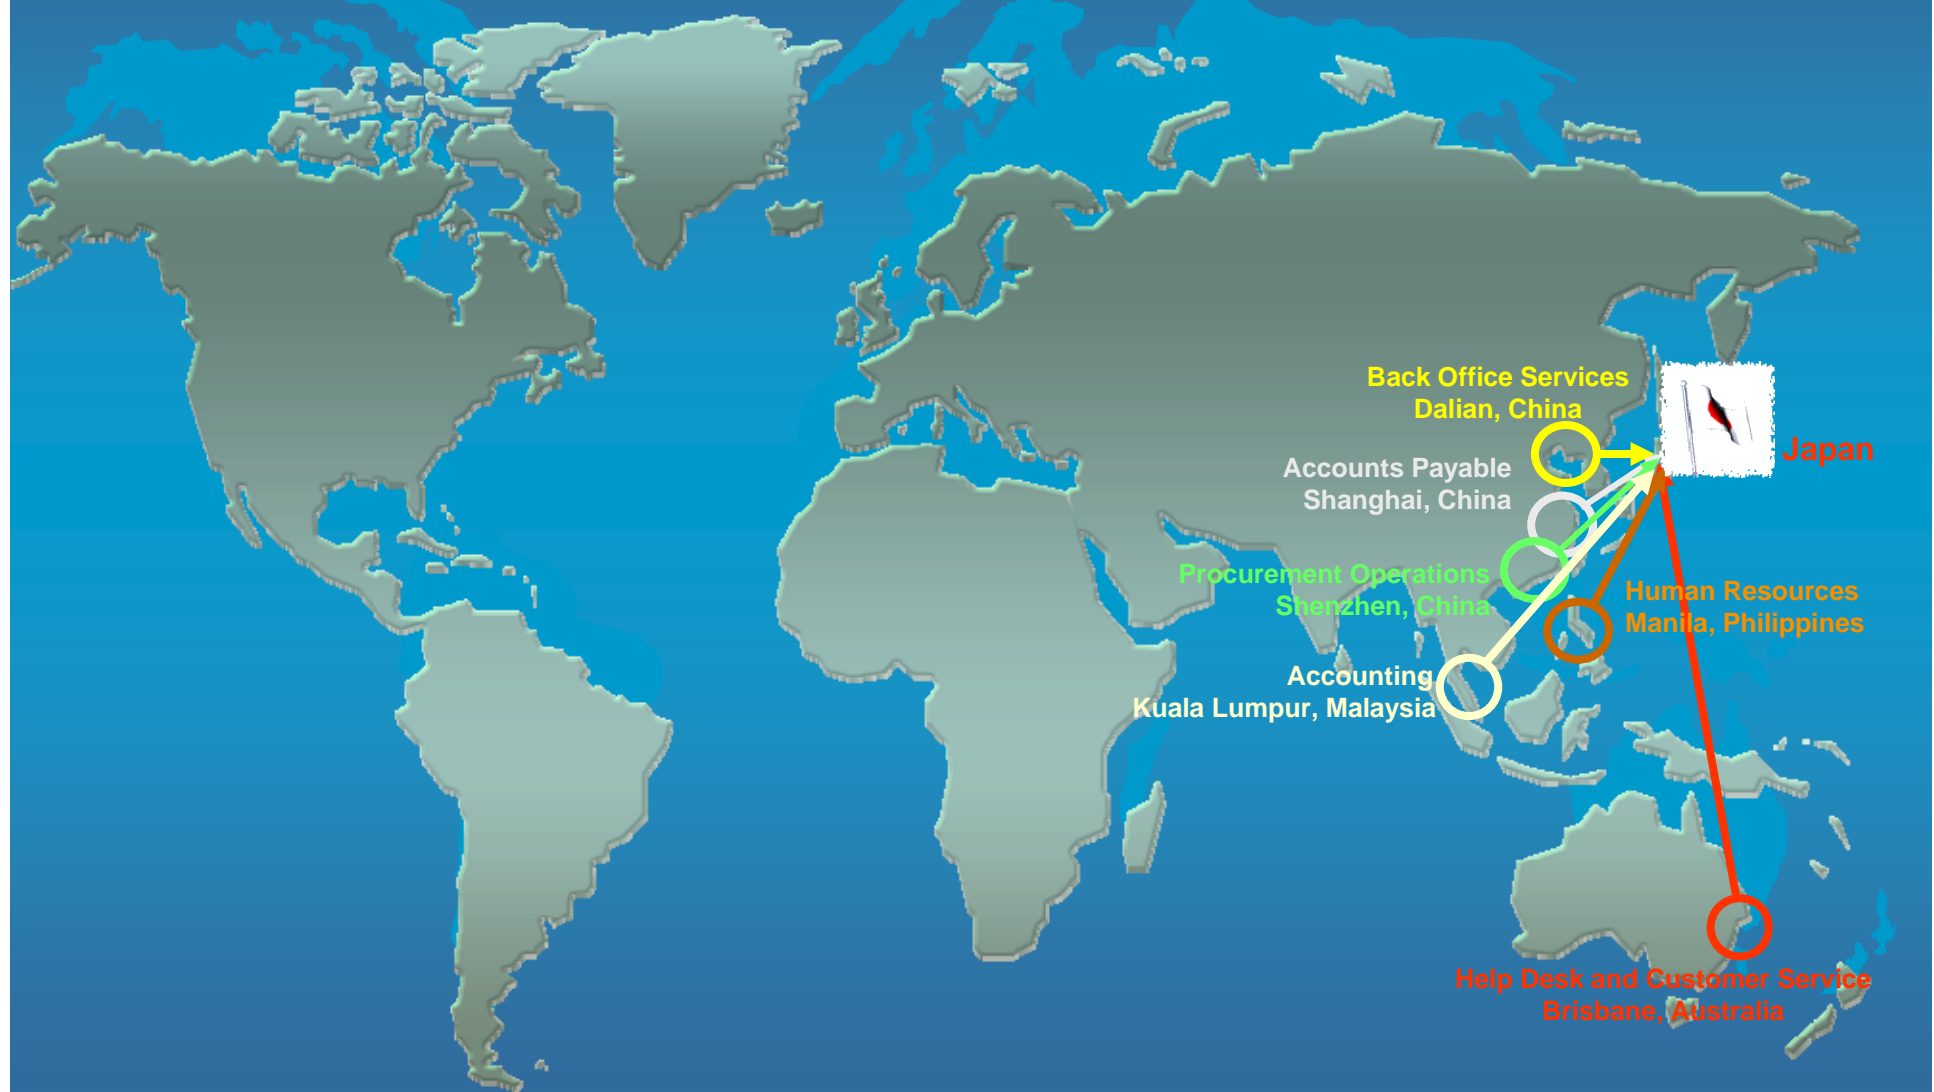 Back Office Services
Dalian, China
Japan
Accounts Payable
Shanghai, China
Procurement Operations
Shenzhen, China
Human Resources
Manila, Philippines
Accounting
Kuala Lumpur, Malaysia
Help Desk and Customer Service
Brisbane, Australia